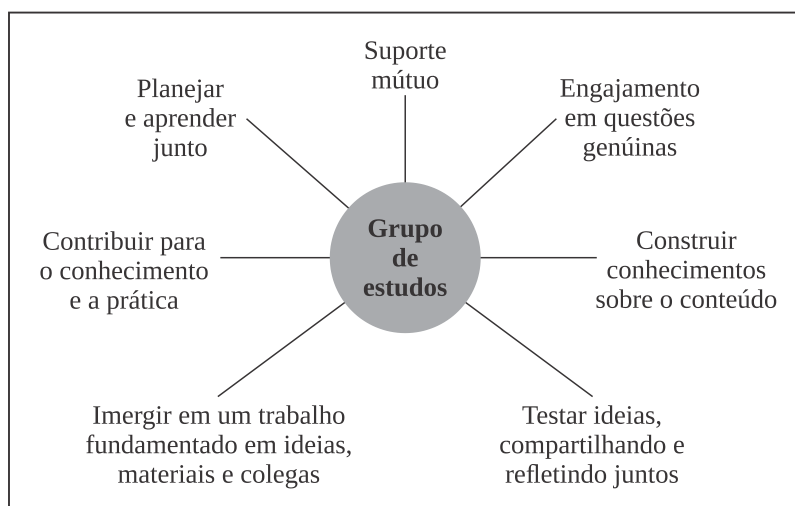 Suporte
mútuo
Planejar
e aprender
junto
Engajamento
em questões
genúinas
Contribuir para
o conhecimento
e a prática
Grupo
de
estudos
Construir
conhecimentos
sobre o conteúdo
Imergir em um trabalho
fundamentado em ideias,
materiais e colegas
Testar ideias,
compartilhando e
refletindo juntos